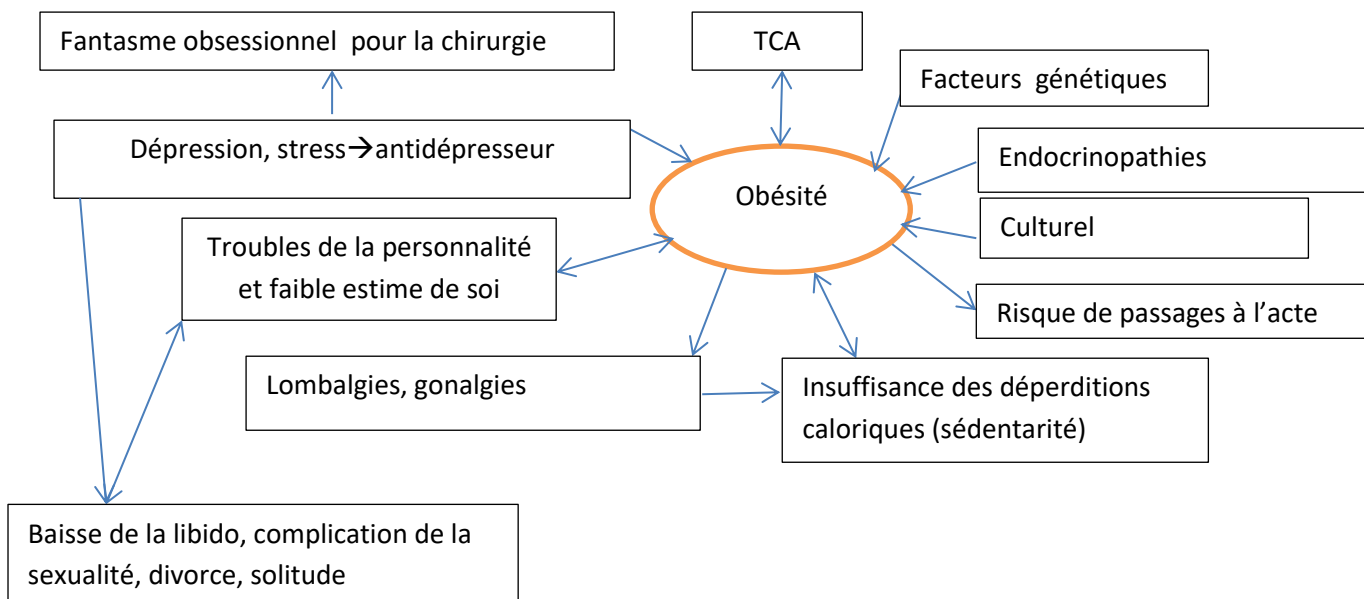 Fantasme obsessionnel pour la chirurgie
TCA
Facteurs génétiques
Dépression, stress→antidépresseur
Endocrinopathies
Obésité
Culturel
Troubles de la personnalité
et faible estime de soi
Risque de passages à l’acte
Lombalgies, gonalgies
Insuffisance des déperditions
caloriques (sédentarité)
Baisse de la libido, complication de la
sexualité, divorce, solitude